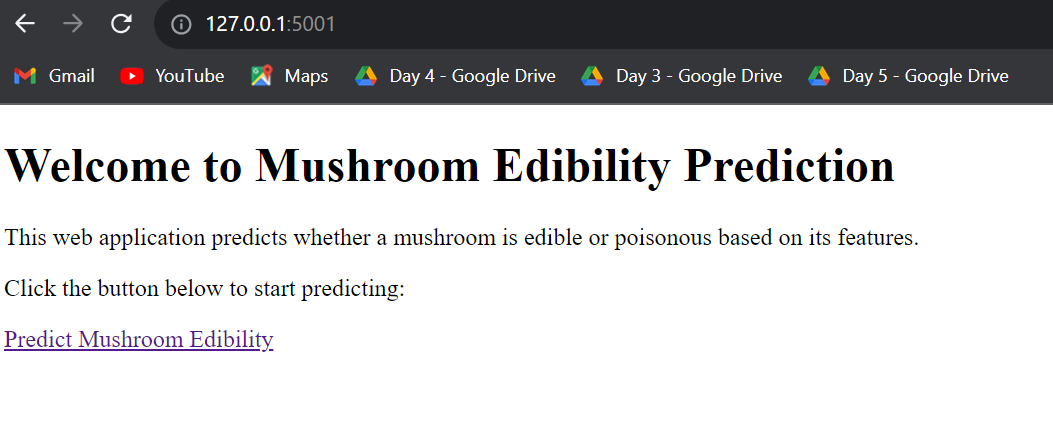 127.0.0.1:5001
Gmail YouTube Maps Day 4 - Google Drive Day 3 - Google Drive Day 5 - Google Drive
Welcome to Mushroom Edibility Prediction
This web application predicts whether a mushroom is edible or poisonous based on its features.
Click the button below to start predicting:
Predict Mushroom Edibility